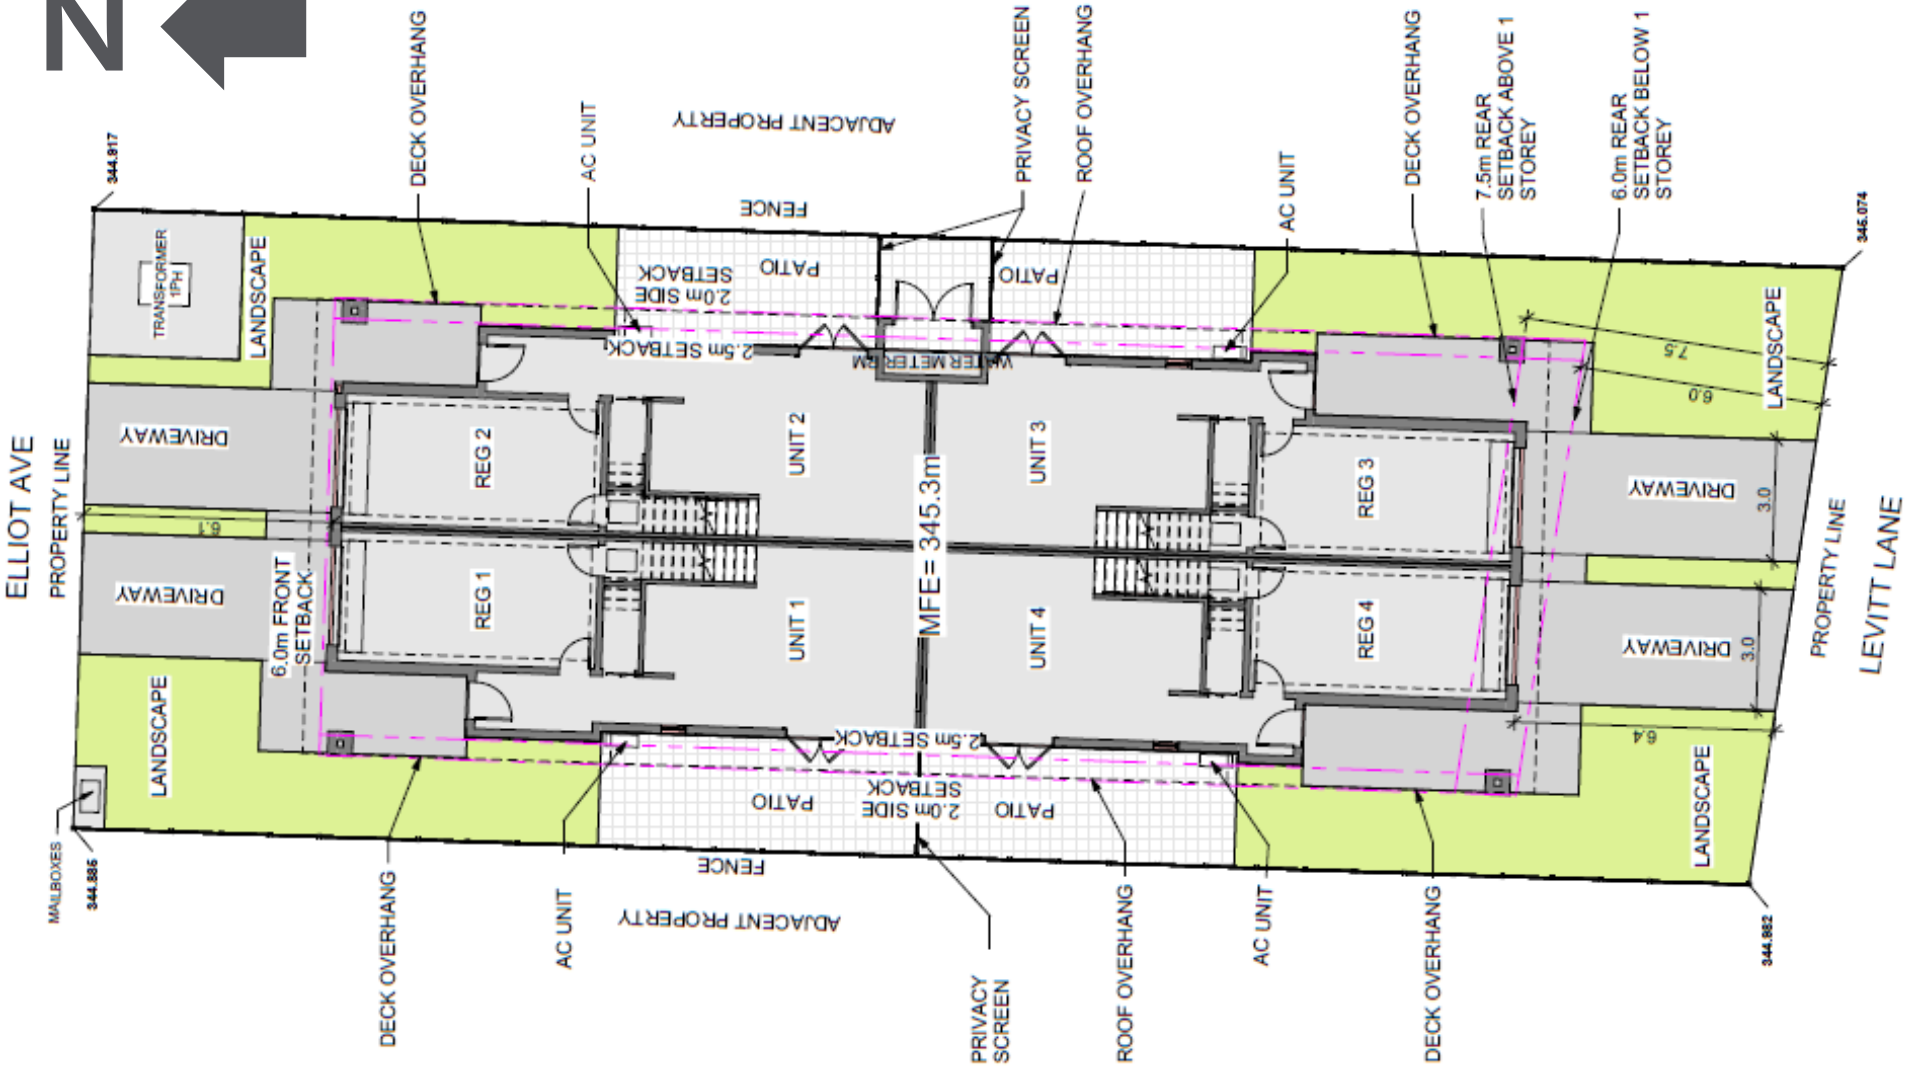 N
ELLIOT AVE
PROPERTY LINE
344.917
344.885
MAILBOXES
TRANSFORMER
1PH
LANDSCAPE
DRIVEWAY
DRIVEWAY
LANDSCAPE
6.1
6.0m FRONT
SETBACK
DECK OVERHANG
DECK OVERHANG
REG 2
REG 1
AC UNIT
AC UNIT
ADJACENT PROPERTY
ADJACENT PROPERTY
FENCE
FENCE
2.0m SIDE
SETBACK
PATIO
2.5m SETBACK
UNIT 2
UNIT 1
PATIO
WATER METER RM
MFE = 345.3m
2.5m SETBACK
2.0m SIDE
SETBACK
PRIVACY SCREEN
PRIVACY
SCREEN
PATIO
UNIT 3
UNIT 4
PATIO
ROOF OVERHANG
ROOF OVERHANG
AC UNIT
AC UNIT
REG 3
REG 4
DECK OVERHANG
DECK OVERHANG
7.5m REAR
SETBACK ABOVE 1
STOREY
6.0m REAR
SETBACK BELOW 1
STOREY
7.5
6.0
LANDSCAPE
DRIVEWAY
3.0
DRIVEWAY
3.0
6.4
LANDSCAPE
345.074
344.982
PROPERTY LINE
PROPERTY LINE
LEVITT LANE